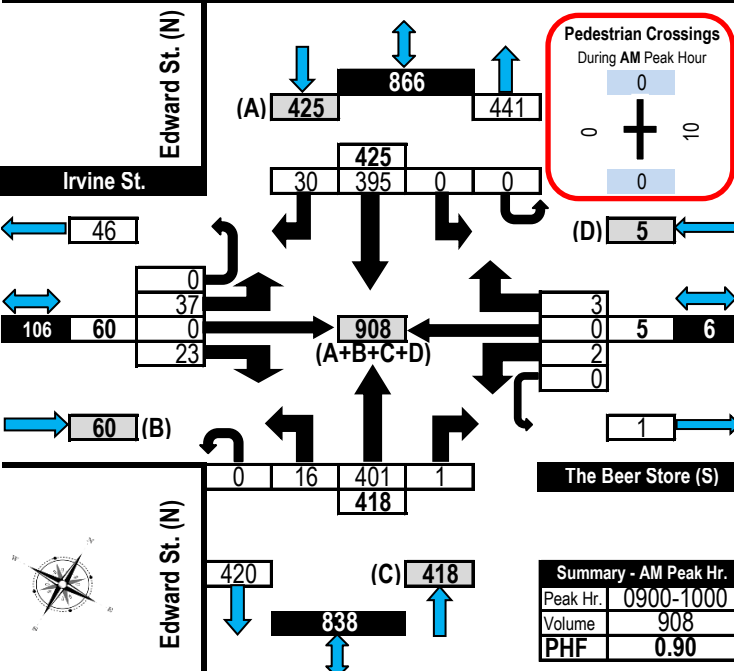 Edward St. (N)
Pedestrian Crossings
During AM Peak Hour
0
0
10
0
866
(A) 425
441
425
30 395 0 0
Irvine St.
46
(D) 5
0
37
0
23
106 60
908
(A+B+C+D)
3
0
2
0
5 6
60 (B)
1
0 16 401 1
418
The Beer Store (S)
Edward St. (N)
420
(C) 418
838
Summary - AM Peak Hr.
Peak Hr. 0900-1000
Volume 908
PHF 0.90
N
W